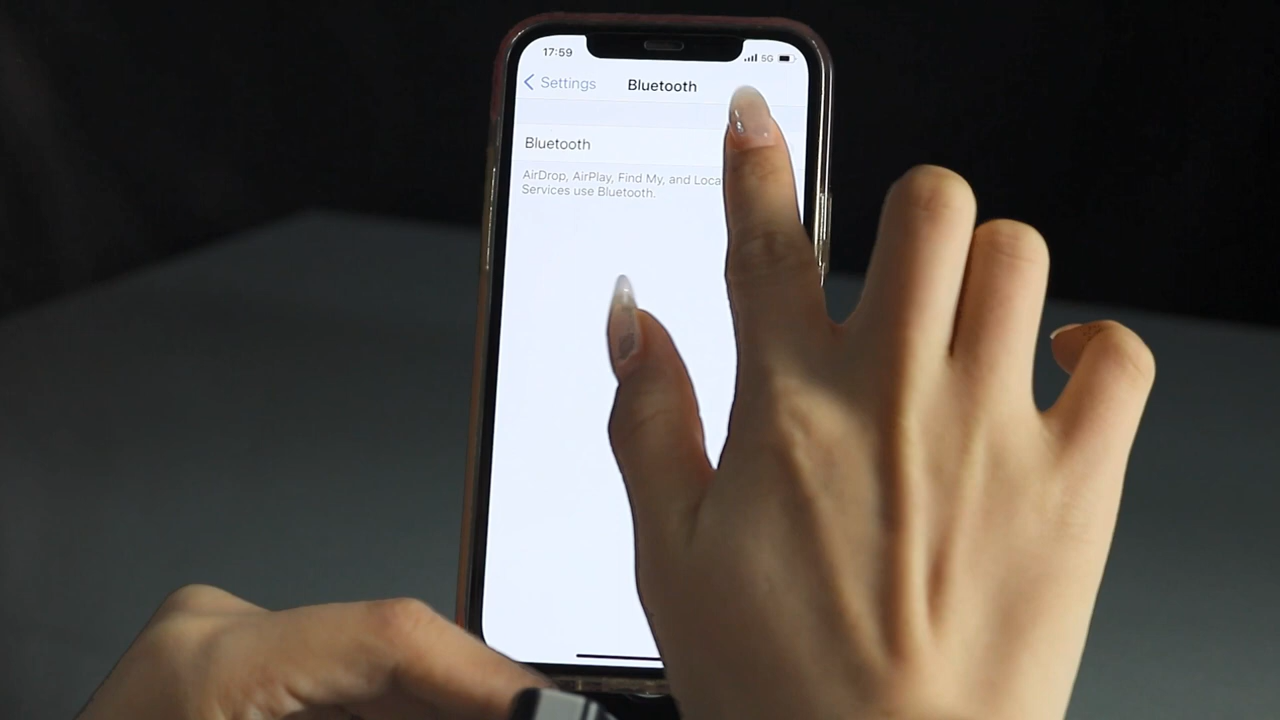 17:59
5G
Settings
Bluetooth
Bluetooth
AirDrop, AirPlay, Find My, and
Services use Bluetooth.